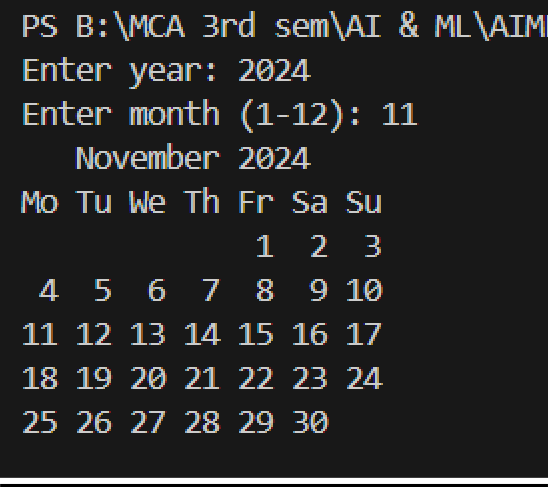 PS B:\MCA 3rd sem\AI & ML\AIM
Enter year: 2024
Enter month (1-12): 11
   November 2024
Mo Tu We Th Fr Sa Su
             1  2  3
 4  5  6  7  8  9 10
11 12 13 14 15 16 17
18 19 20 21 22 23 24
25 26 27 28 29 30